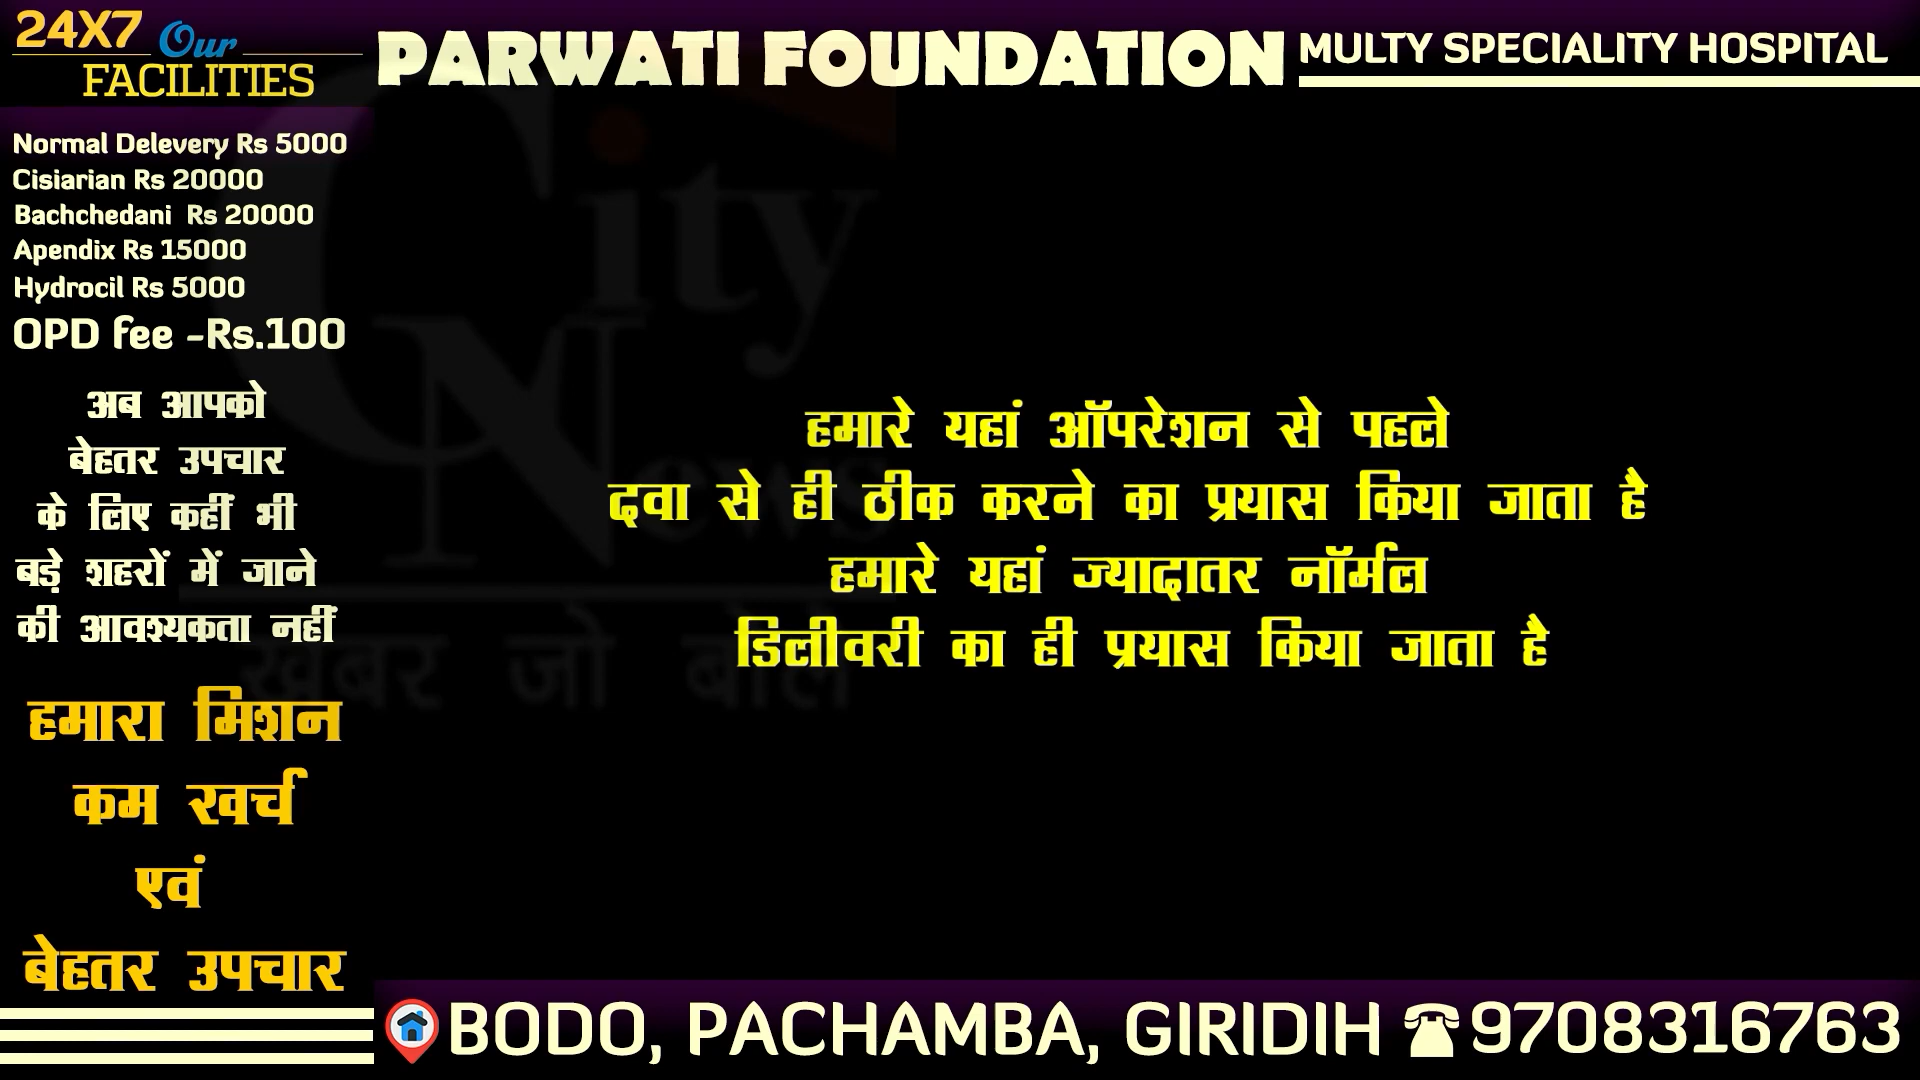 24X7 Our
FACILITIES
PARWATI FOUNDATION
MULTY SPECIALITY HOSPITAL
Normal Delevery Rs 5000
Cisiarian Rs 20000
Bachchedani Rs 20000
Apendix Rs 15000
Hydrocil Rs 5000
OPD fee -Rs.100
अब आपको
बेहतर उपचार
के लिए कहीं भी
बड़े शहरों में जाने
की आवश्यकता नहीं
हमारा मिशन
कम खर्च
एवं
बेहतर उपचार
हमारे यहां ऑपरेशन से पहले
दवा से ही ठीक करने का प्रयास किया जाता है
हमारे यहां ज्यादातर नॉर्मल
डिलीवरी का ही प्रयास किया जाता है
City
News
खबर जो बोले
BODO, PACHAMBA, GIRIDIH ☎9708316763